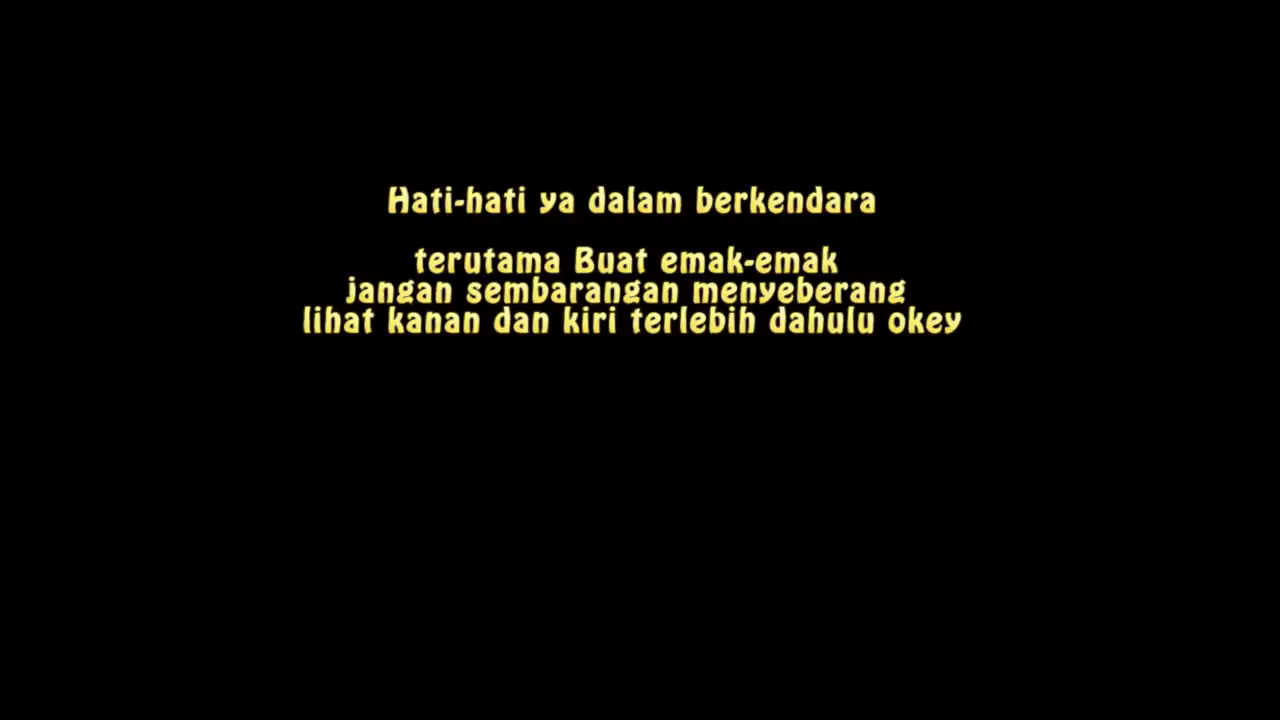 Hati-hati ya dalam berkendara
terutama Buat emak-emak
jangan sembarangan menyeberang
lihat kanan dan kiri terlebih dahulu okey